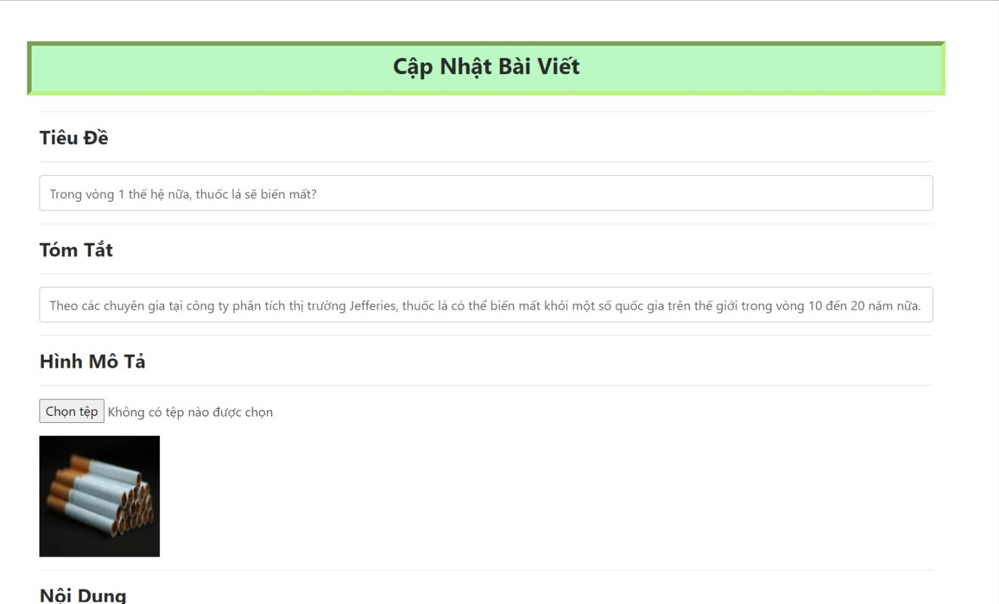 Cập Nhật Bài Viết
Tiêu Đề
Trong vòng 1 thế hệ nữa, thuốc lá sẽ biến mất?
Tóm Tắt
Theo các chuyên gia tại công ty phân tích thị trường Jefferies, thuốc lá có thể biến mất khỏi một số quốc gia trên thế giới trong vòng 10 đến 20 năm nữa.
Hình Mô Tả
Chọn tệp Không có tệp nào được chọn
Nội Dung